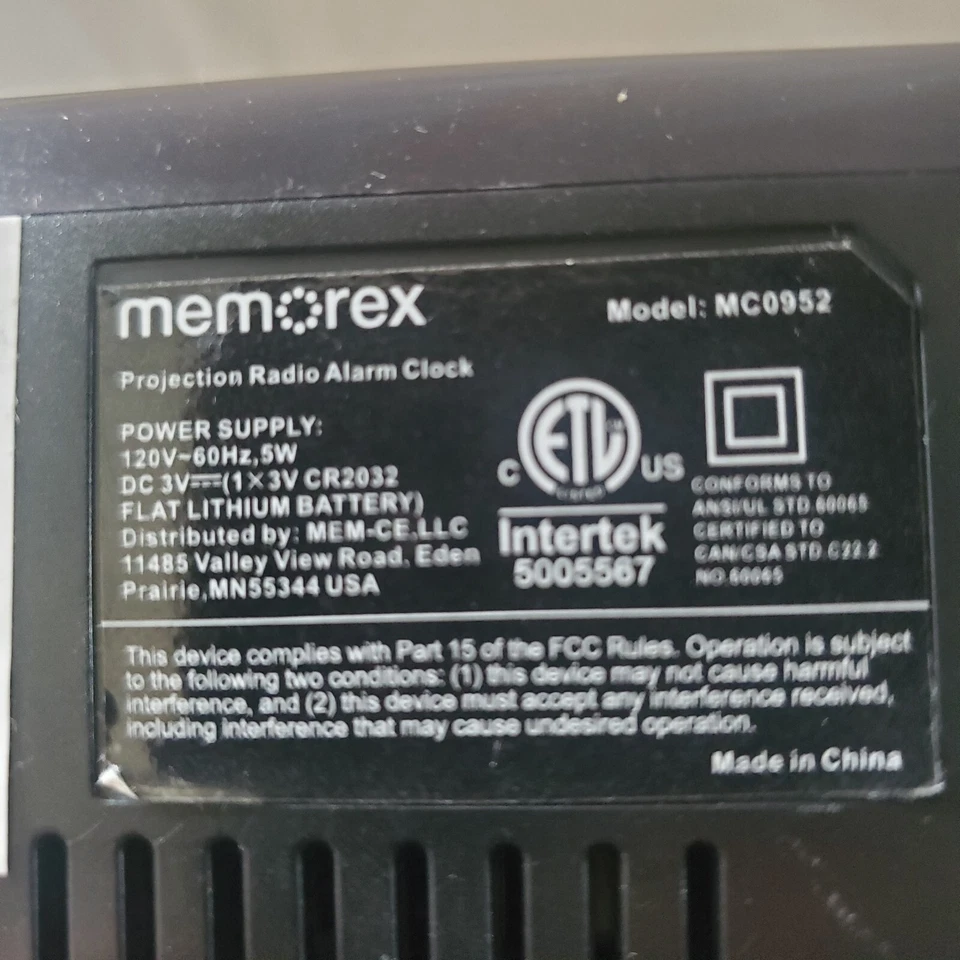 memorex
Model: MC0952
Projection Radio Alarm Clock
POWER SUPPLY:
120V~60Hz,5W
DC 3V⎓(1×3V CR2032
FLAT LITHIUM BATTERY)
Distributed by: MEM-CE,LLC
11485 Valley View Road, Eden
Prairie,MN55344 USA
ETL
C US
Intertek
5005567
CONFORMS TO
ANSI/UL STD 60065
CERTIFIED TO
CAN/CSA STD.C22.2
NO.60065
This device complies with Part 15 of the FCC Rules. Operation is subject
to the following two conditions: (1) this device may not cause harmful
interference, and (2) this device must accept any interference received,
including interference that may cause undesired operation.
Made in China